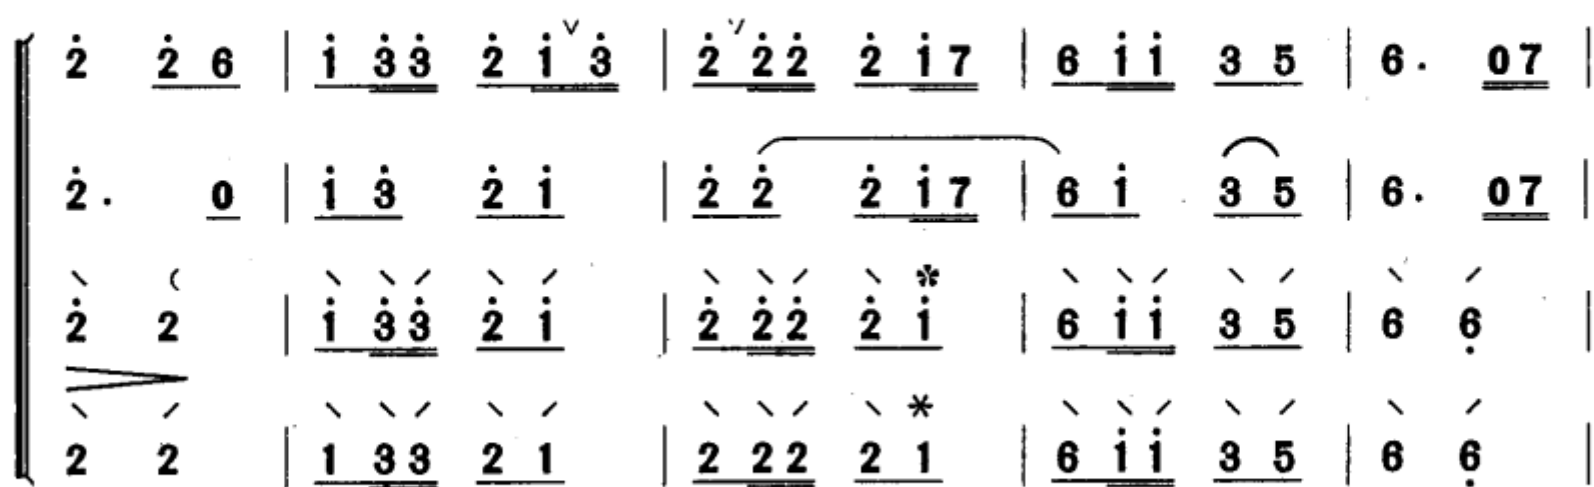 2̇ 2̇ 6 | 1̇ 3̇ 3̇ 2̇ 1̇ ∨ 3̇ | 2̇ ∨ 2̇ 2̇ 2̇ 1̇ 7 | 6 1̇ 1̇ 3 5 | 6 . 0 7 |
2̇ . 0 | 1̇ 3̇ 2̇ 1̇ | 2̇ 2̇ 2̇ 1̇ 7 | 6 1̇ 3 5 | 6 . 0 7 |
2̇ 2 | 1̇ 3̇ 3̇ 2̇ 1̇ | 2̇ 2̇ 2̇ 2̇ 1̇ | 6 1̇ 1̇ 3 5 | 6 6̣ |
2 2 | 1 3 3 2 1 | 2 2 2 2 1 | 6 1̇ 1̇ 3 5 | 6 6̣ |